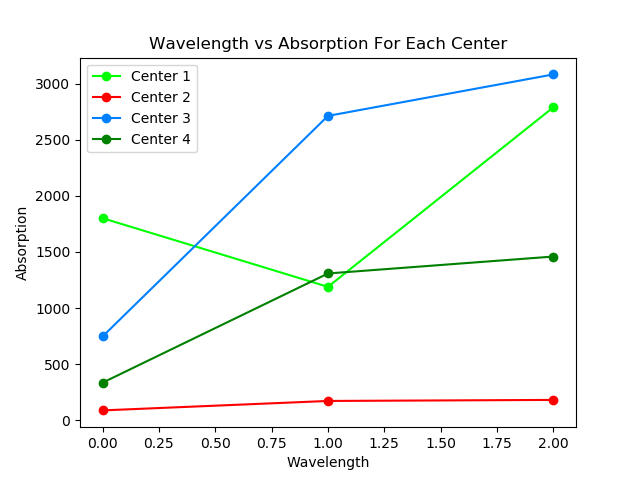 Wavelength vs Absorption For Each Center
Center 1
Center 2
Center 3
Center 4
3000
2500
2000
1500
1000
500
0
Absorption
0.00 0.25 0.50 0.75 1.00 1.25 1.50 1.75 2.00
Wavelength